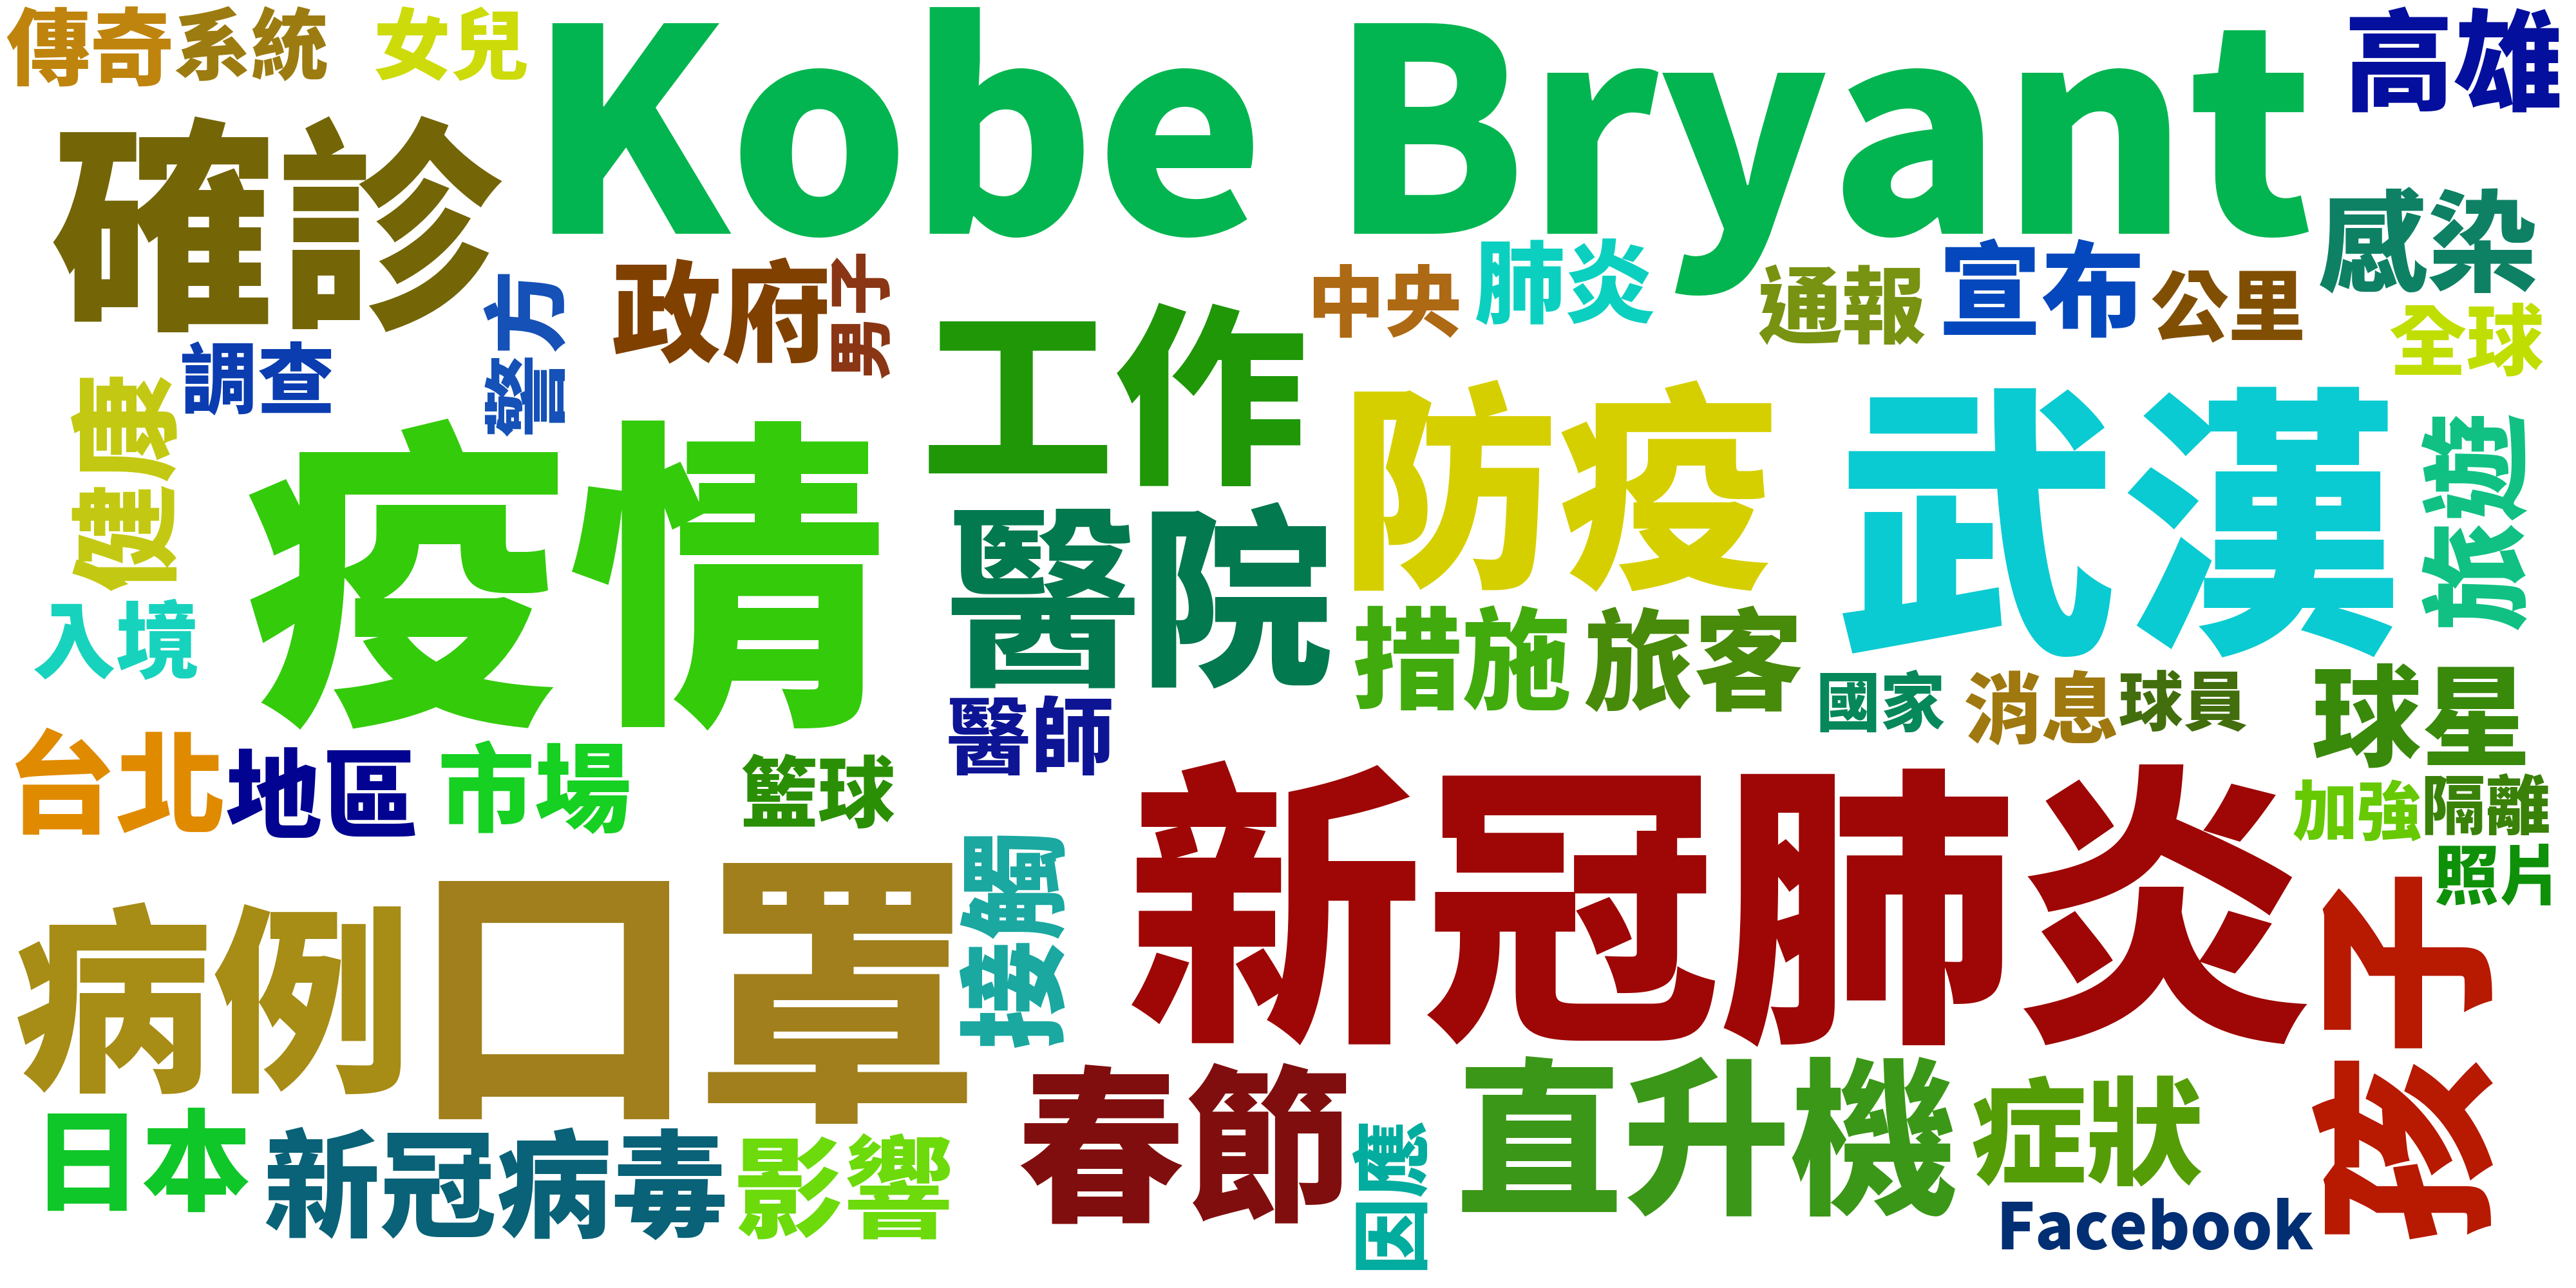 傳奇
系統
女兒
Kobe Bryant
高雄
確診
感染
警方
政府
男子
中央
肺炎
通報
宣布
公里
全球
調查
健康
工作
防疫
武漢
旅遊
疫情
醫院
入境
措施
旅客
國家
消息
球員
球星
台北
地區
市場
籃球
醫師
新冠肺炎
加強
隔離
照片
病例
口罩
接觸
孩子
日本
新冠病毒
影響
春節
因應
直升機
症狀
Facebook